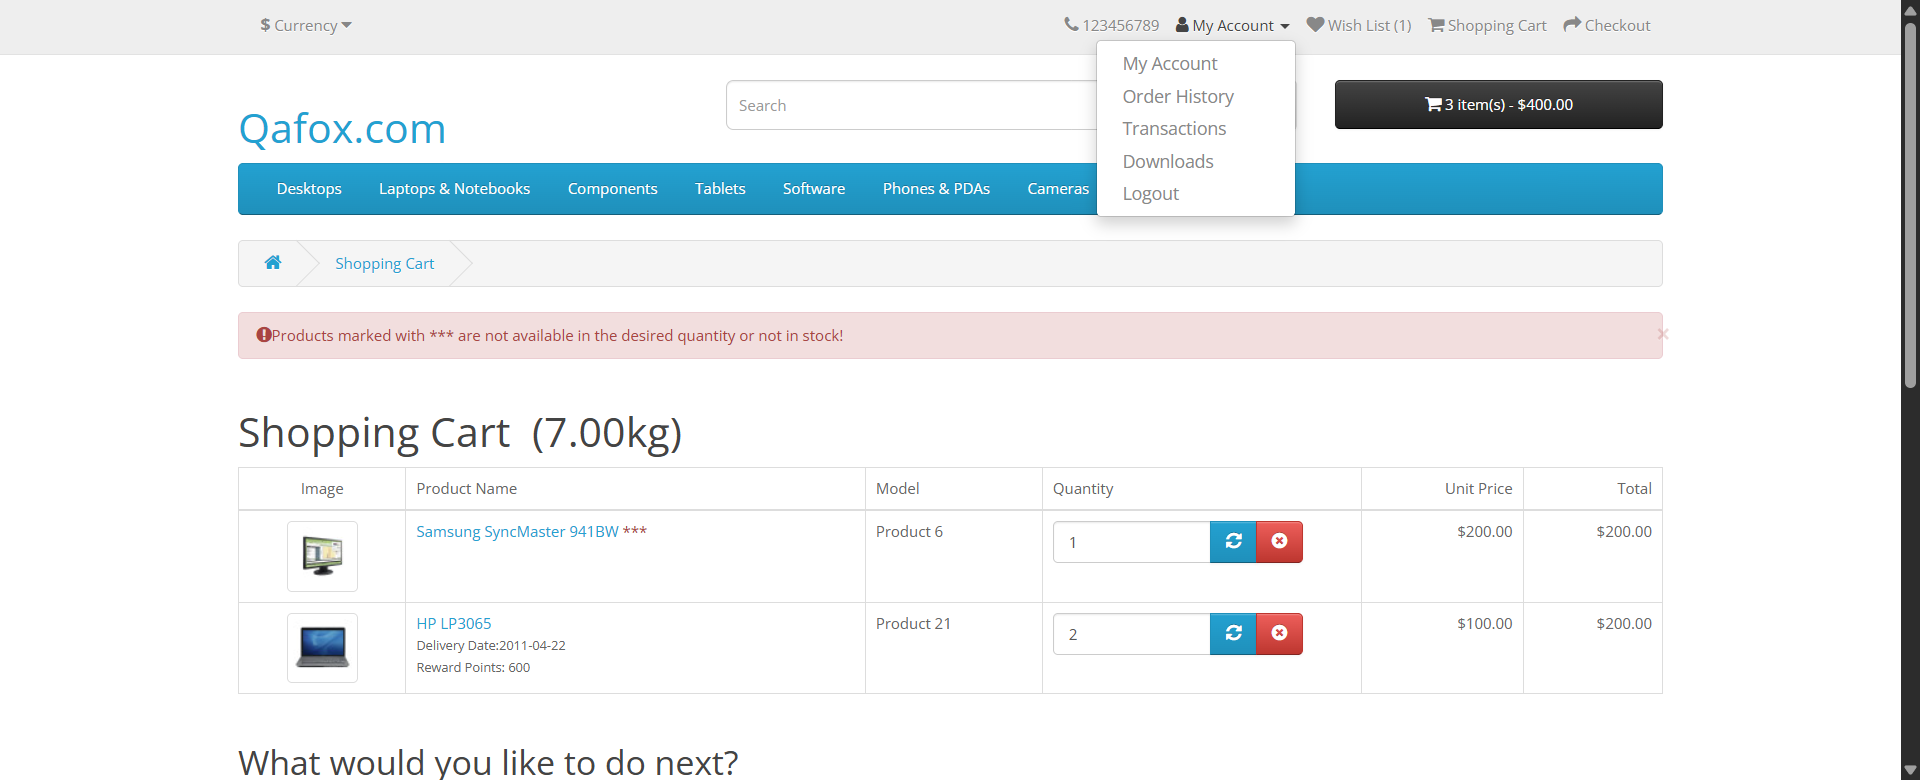 $ Currency
123456789 My Account Wish List (1) Shopping Cart Checkout
My Account
Order History
Transactions
Downloads
Logout
Qafox.com
Search
3 item(s) - $400.00
Desktops Laptops & Notebooks Components Tablets Software Phones & PDAs Cameras
Shopping Cart
Products marked with *** are not available in the desired quantity or not in stock!
×
Shopping Cart (7.00kg)
Image Product Name Model Quantity Unit Price Total
Samsung SyncMaster 941BW *** Product 6 1 $200.00 $200.00
HP LP3065 Product 21 2 $100.00 $200.00
Delivery Date:2011-04-22
Reward Points: 600
What would you like to do next?